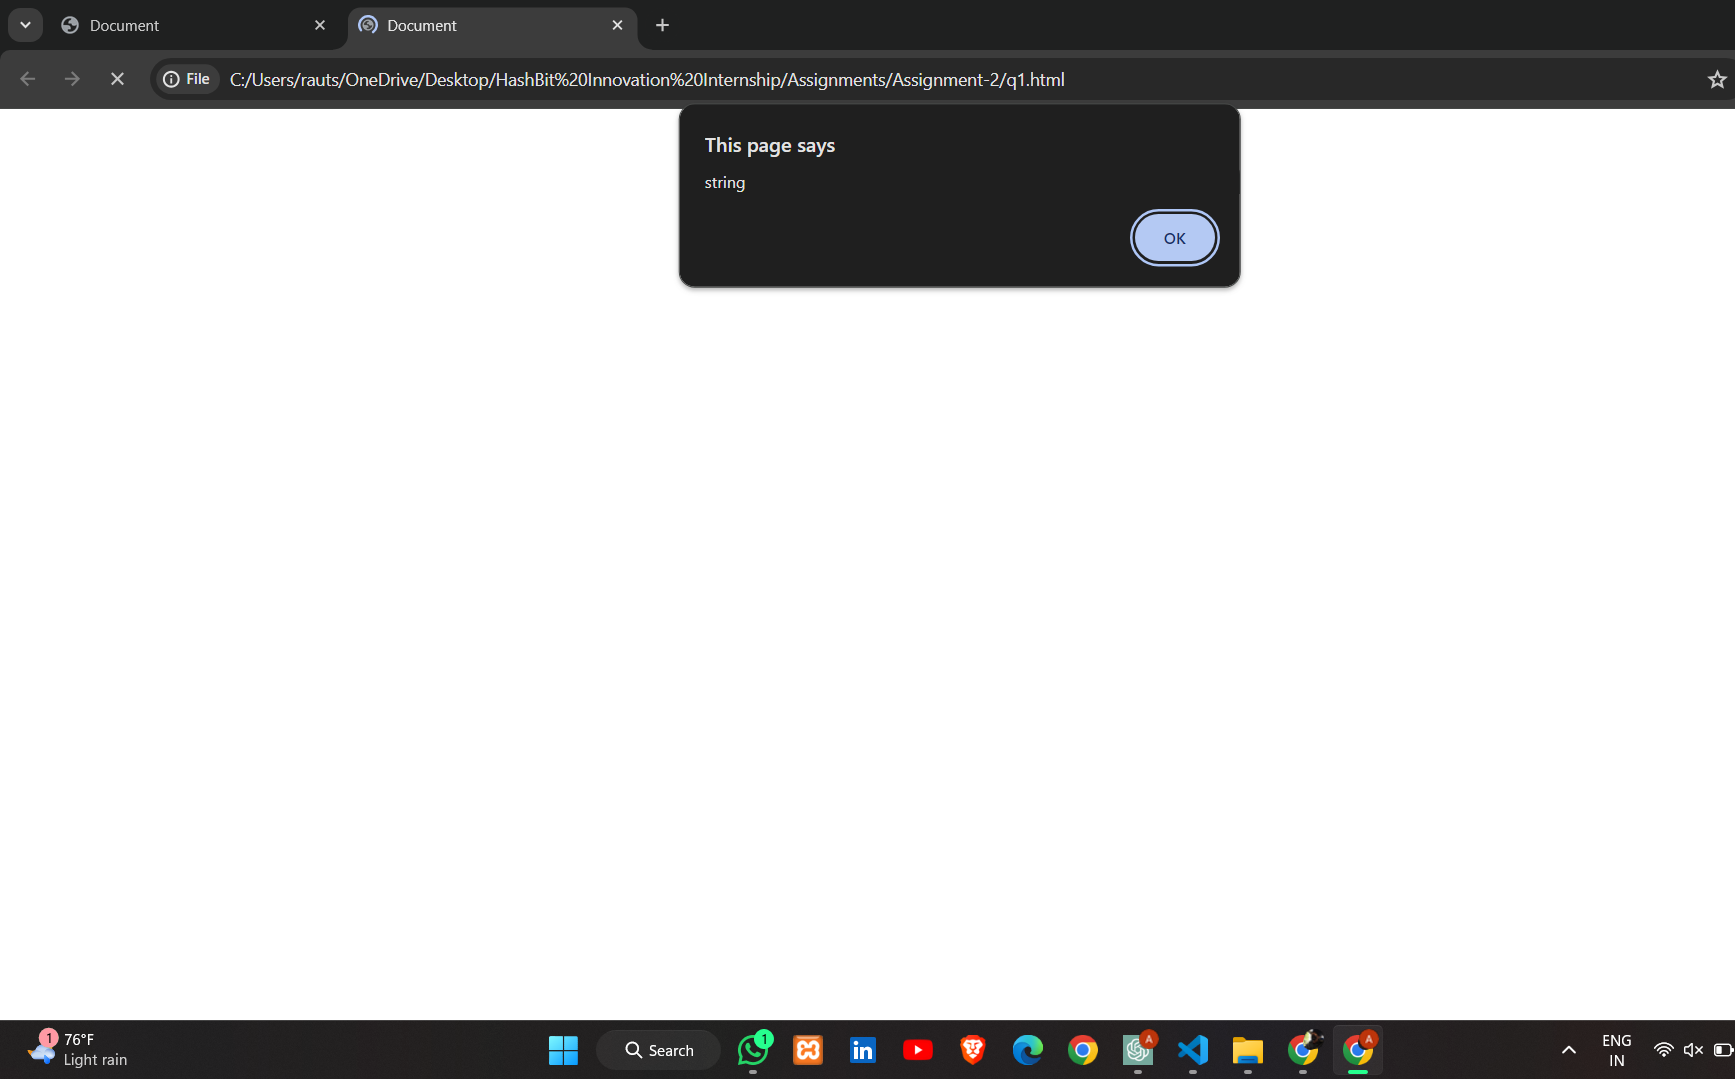 Document
Document
File
C:/Users/rauts/OneDrive/Desktop/HashBit%20Innovation%20Internship/Assignments/Assignment-2/q1.html
This page says
string
OK
1
76°F
Light rain
Search
1
in
A
A
ENG
IN